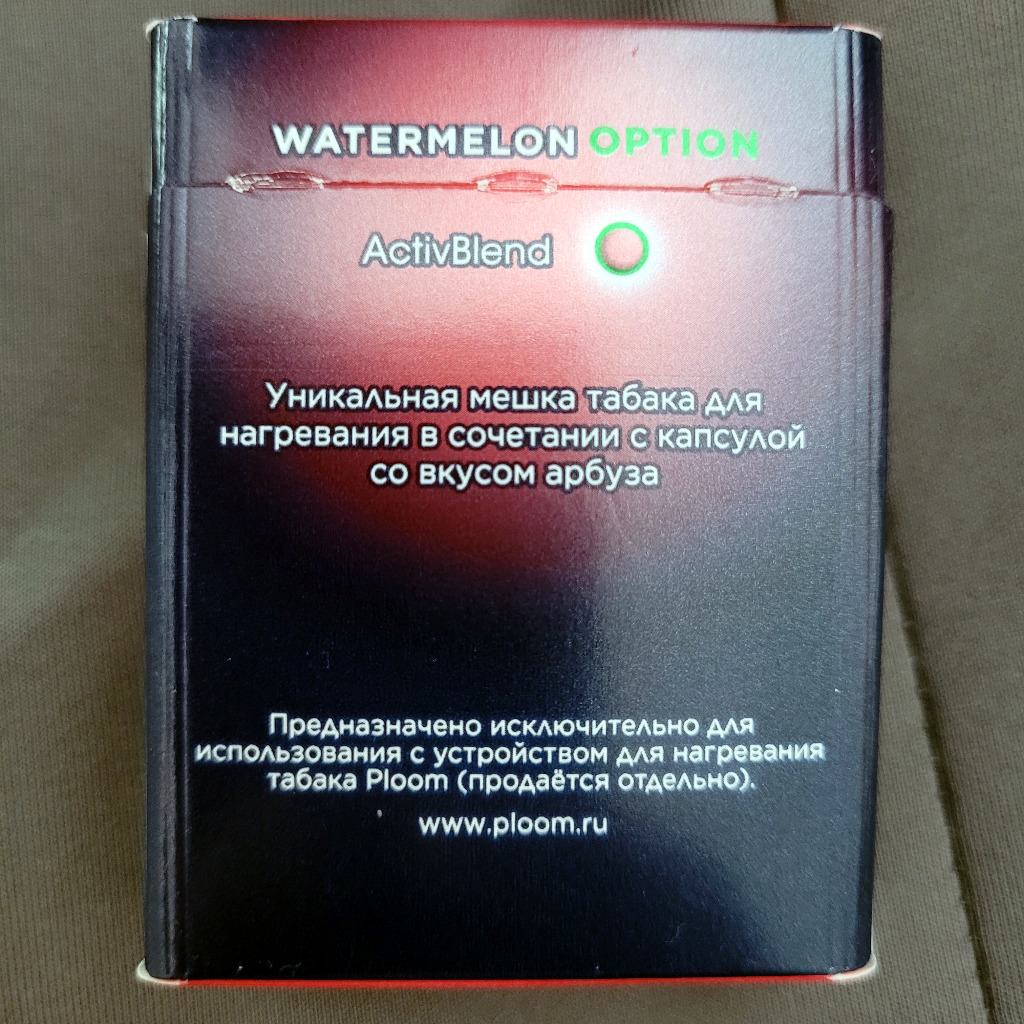 WATERMELON OPTION
ActivBlend
Уникальная мешка табака для
нагревания в сочетании с капсулой
со вкусом арбуза
Предназначено исключительно для
использования с устройством для нагревания
табака Ploom (продаётся отдельно).
www.ploom.ru